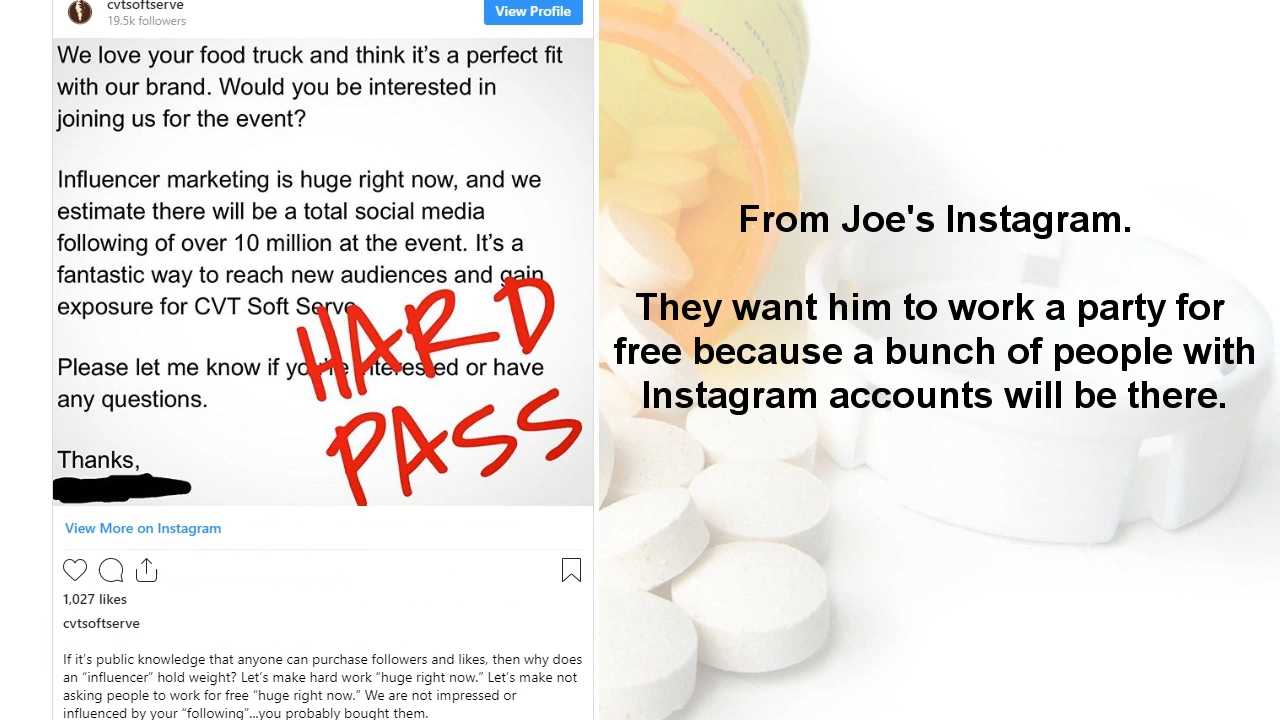 cvtsoftserve
19.5k followers
View Profile
We love your food truck and think it’s a perfect fit
with our brand. Would you be interested in
joining us for the event?
Influencer marketing is huge right now, and we
estimate there will be a total social media
following of over 10 million at the event. It’s a
fantastic way to reach new audiences and gain
exposure for CVT Soft Serve
Please let me know if you're interested or have
any questions.
Thanks,
HARD
PASS
View More on Instagram
1,027 likes
cvtsoftserve
If it’s public knowledge that anyone can purchase followers and likes, then why does
an “influencer” hold weight? Let’s make hard work “huge right now.” Let’s make not
asking people to work for free “huge right now.” We are not impressed or
influenced by your “following”...you probably bought them.
From Joe's Instagram.
They want him to work a party for
free because a bunch of people with
Instagram accounts will be there.